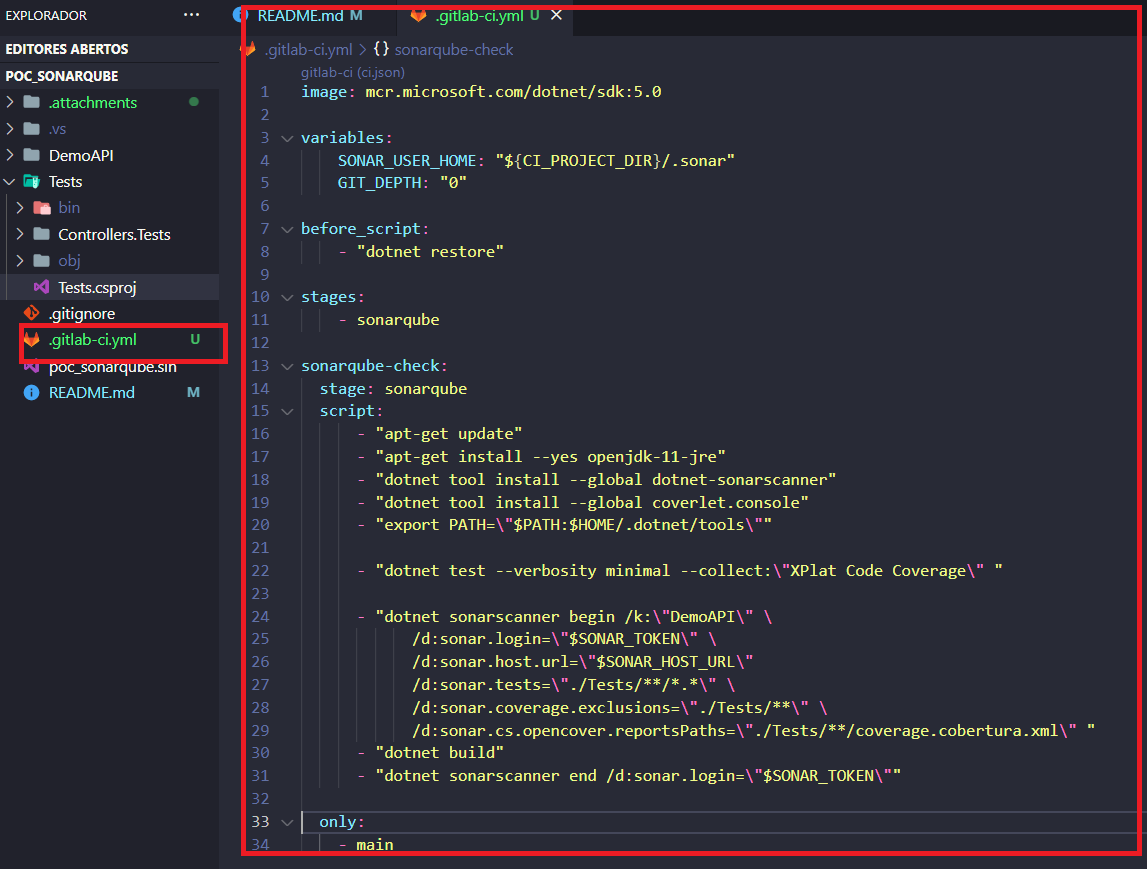 EXPLORADOR ···
EDITORES ABERTOS
POC_SONARQUBE
.attachments
.vs
DemoAPI
Tests
bin
Controllers.Tests
obj
Tests.csproj
.gitignore
.gitlab-ci.yml U
poc_sonarqube.sln
README.md M
README.md M .gitlab-ci.yml U
.gitlab-ci.yml > {} sonarqube-check
gitlab-ci (ci.json)
1 image: mcr.microsoft.com/dotnet/sdk:5.0
2
3 variables:
4 SONAR_USER_HOME: "${CI_PROJECT_DIR}/.sonar"
5 GIT_DEPTH: "0"
6
7 before_script:
8 - "dotnet restore"
9
10 stages:
11 - sonarqube
12
13 sonarqube-check:
14 stage: sonarqube
15 script:
16 - "apt-get update"
17 - "apt-get install --yes openjdk-11-jre"
18 - "dotnet tool install --global dotnet-sonarscanner"
19 - "dotnet tool install --global coverlet.console"
20 - "export PATH=\"$PATH:$HOME/.dotnet/tools\""
21
22 - "dotnet test --verbosity minimal --collect:\"XPlat Code Coverage\" "
23
24 - "dotnet sonarscanner begin /k:\"DemoAPI\" \
25 /d:sonar.login=\"$SONAR_TOKEN\" \
26 /d:sonar.host.url=\"$SONAR_HOST_URL\"
27 /d:sonar.tests=\"./Tests/**/*.*\" \
28 /d:sonar.coverage.exclusions=\"./Tests/**\" \
29 /d:sonar.cs.opencover.reportsPaths=\"./Tests/**/coverage.cobertura.xml\" "
30 - "dotnet build"
31 - "dotnet sonarscanner end /d:sonar.login=\"$SONAR_TOKEN\""
32
33 only:
34 - main